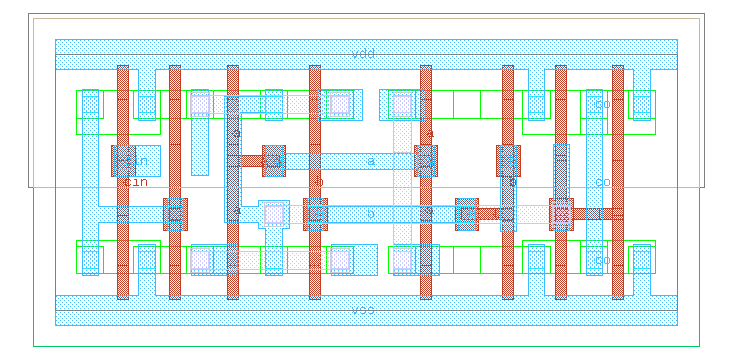 vdd
co
a a
cin a
cin b b co
a b a
co
vss